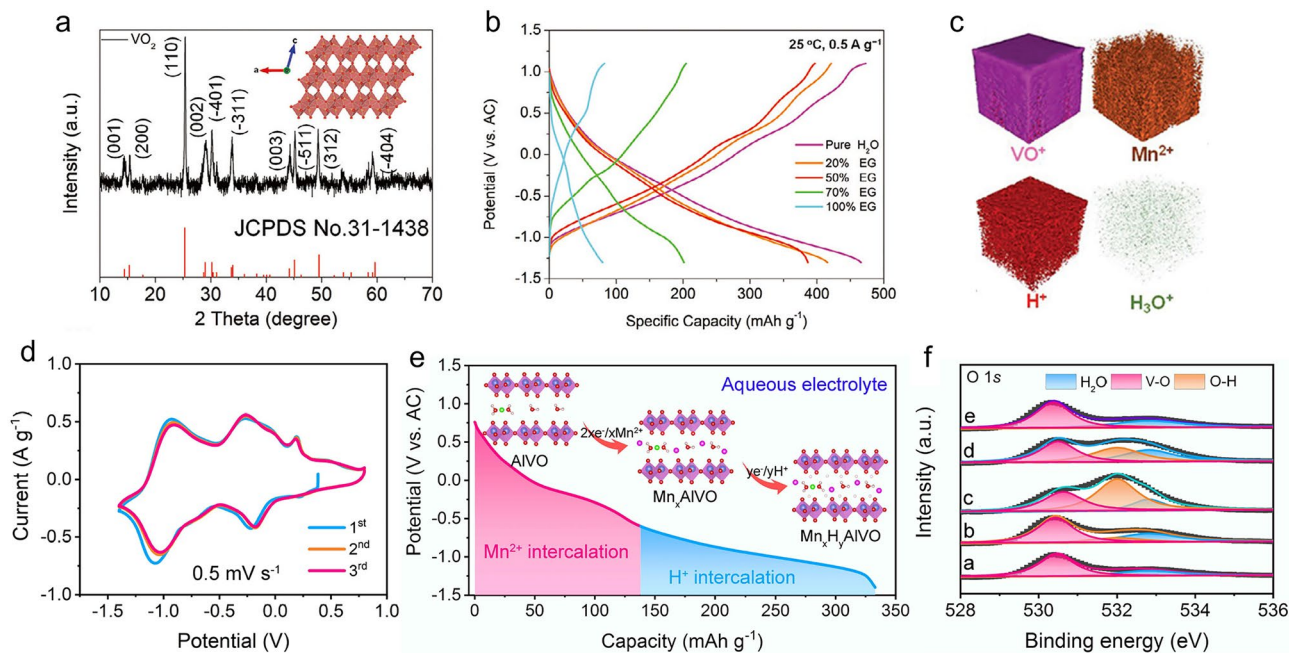 a
VO₂
(001)
(200)
(110)
(002)
(-401)
(-311)
(003)
(-511)
(312)
(-404)
c
a
JCPDS No.31-1438
Intensity (a.u.)
10 20 30 40 50 60 70
2 Theta (degree)
b
25 °C, 0.5 A g⁻¹
Pure H₂O
20% EG
50% EG
70% EG
100% EG
Potential (V vs. AC)
1.5
1.0
0.5
0.0
-0.5
-1.0
-1.5
0 100 200 300 400 500
Specific Capacity (mAh g⁻¹)
c
VO⁺
Mn²⁺
H⁺
H₃O⁺
d
1.0
0.5
0.0
-0.5
-1.0
Current (A g⁻¹)
1ˢᵗ
2ⁿᵈ
3ʳᵈ
0.5 mV s⁻¹
-1.5 -1.0 -0.5 0.0 0.5 1.0
Potential (V)
e
Aqueous electrolyte
1.5
1.0
0.5
0.0
-0.5
-1.0
-1.5
Potential (V vs. AC)
AlVO
2xe⁻/xMn²⁺
MnₓAlVO
ye⁻/yH⁺
MnₓHᵧAlVO
Mn²⁺ intercalation
H⁺ intercalation
0 50 100 150 200 250 300 350
Capacity (mAh g⁻¹)
f
O 1s
H₂O
V-O
O-H
e
d
c
b
a
Intensity (a.u.)
528 530 532 534 536
Binding energy (eV)